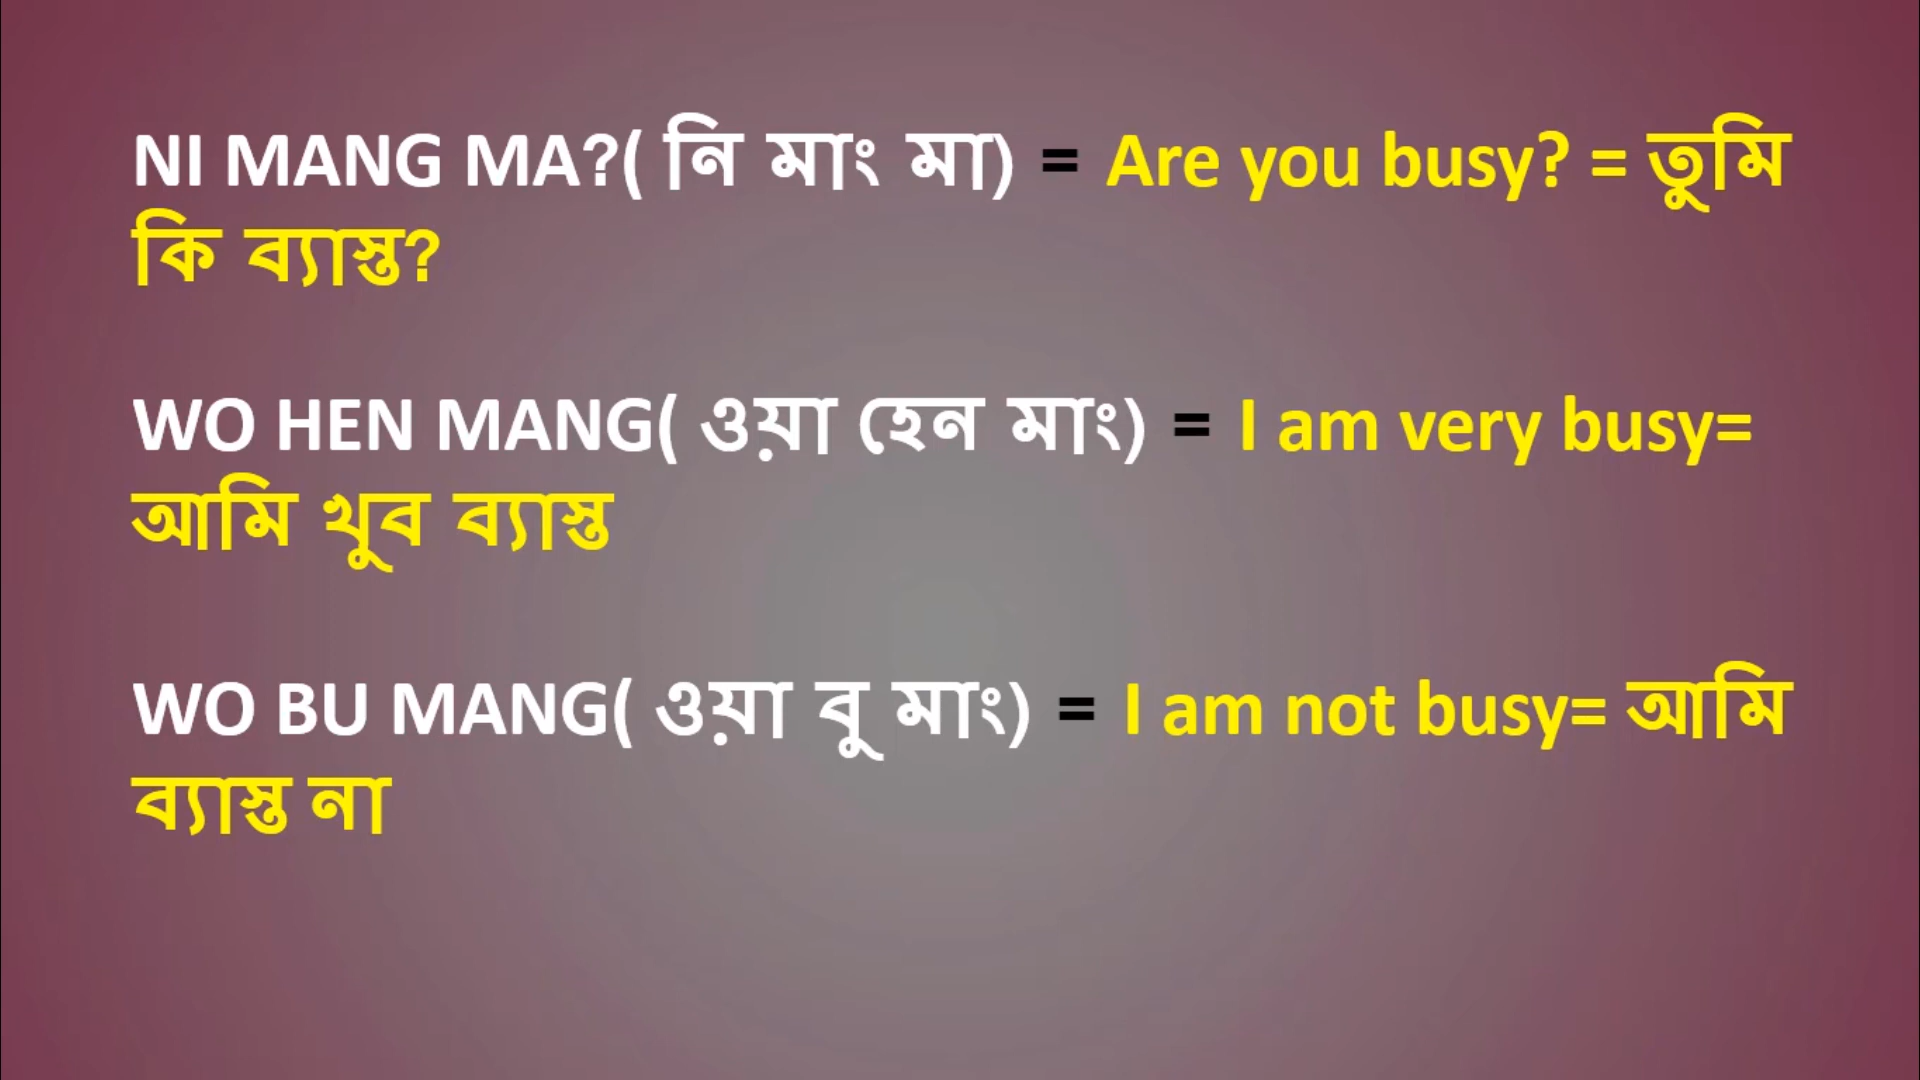 NI MANG MA?( নি মাং মা) = Are you busy? = তুমি
কি ব্যাস্ত?
WO HEN MANG( ওয়া হেন মাং) = I am very busy=
আমি খুব ব্যাস্ত
WO BU MANG( ওয়া বু মাং) = I am not busy= আমি
ব্যাস্ত না